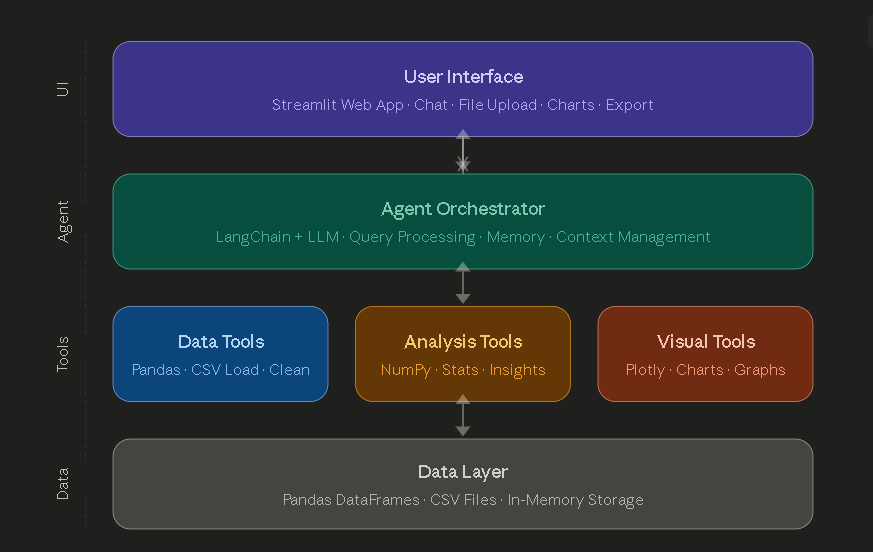 UI
User Interface
Streamlit Web App · Chat · File Upload · Charts · Export
Agent
Agent Orchestrator
LangChain + LLM · Query Processing · Memory · Context Management
Tools
Data Tools
Pandas · CSV Load · Clean
Analysis Tools
NumPy · Stats · Insights
Visual Tools
Plotly · Charts · Graphs
Data
Data Layer
Pandas DataFrames · CSV Files · In-Memory Storage